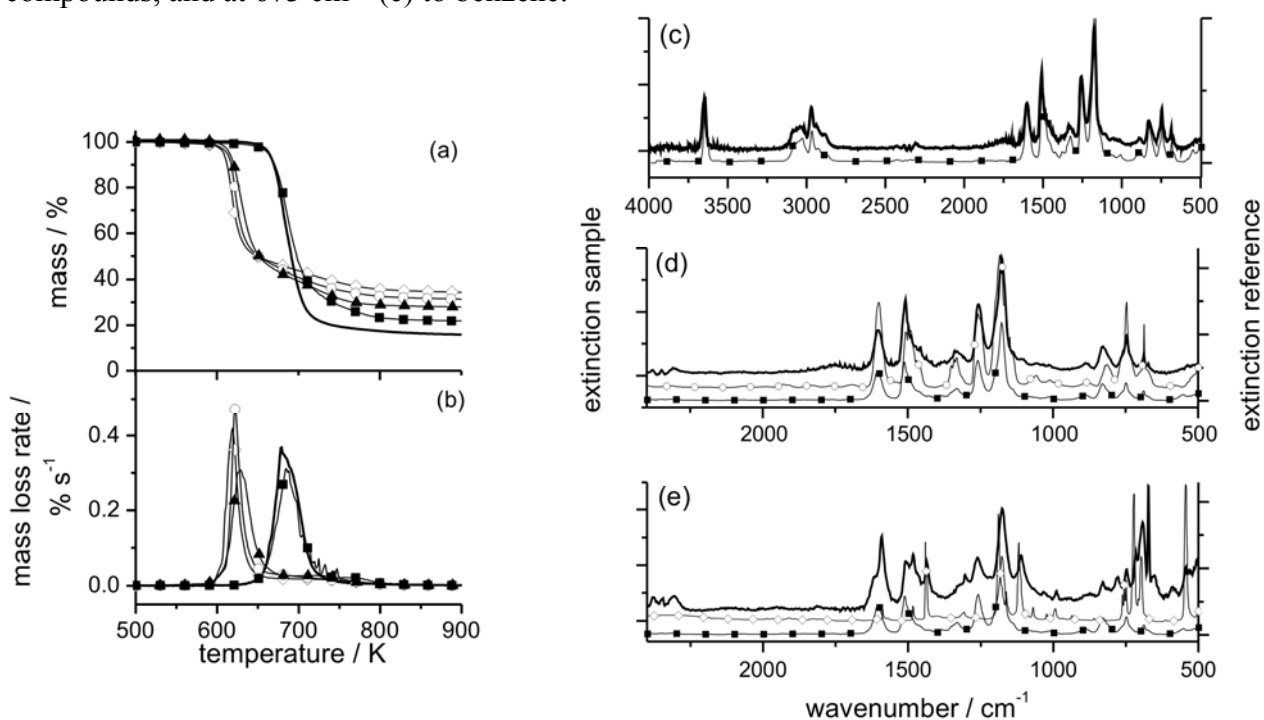 compounds, and at cm⁻¹ (e) to benzene.
(a)
100
80
60
40
20
0
mass / %
(b)
0.4
0.2
0.0
mass loss rate /
% s⁻¹
500 600 700 800 900
temperature / K
(c)
4000 3500 3000 2500 2000 1500 1000 500
(d)
2000 1500 1000 500
(e)
2000 1500 1000 500
wavenumber / cm⁻¹
extinction sample
extinction reference